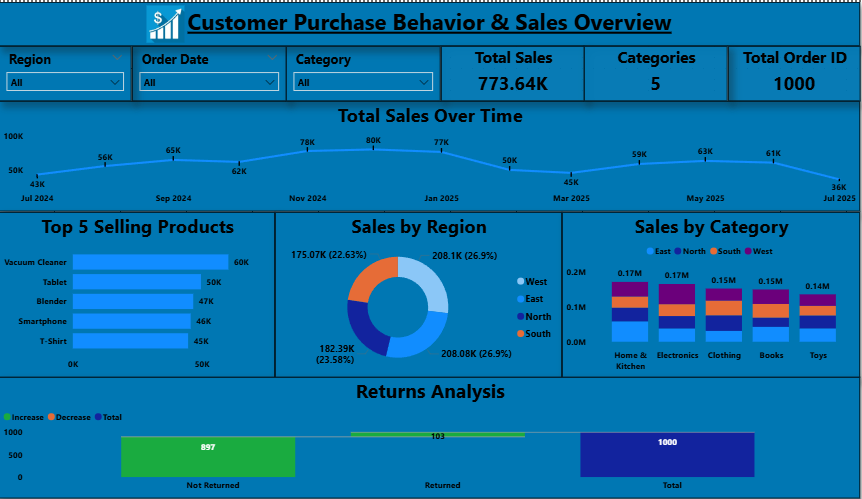 $
Customer Purchase Behavior & Sales Overview
Region
All
Order Date
All
Category
All
Total Sales
773.64K
Categories
5
Total Order ID
1000
Total Sales Over Time
100K
50K
43K
56K
65K
62K
78K
80K
77K
50K
45K
59K
63K
61K
36K
Jul 2024
Sep 2024
Nov 2024
Jan 2025
Mar 2025
May 2025
Jul 2025
Top 5 Selling Products
Vacuum Cleaner
60K
Tablet
50K
Blender
47K
Smartphone
46K
T-Shirt
45K
0K
50K
Sales by Region
175.07K (22.63%)
208.1K (26.9%)
182.39K
(23.58%)
208.08K (26.9%)
West
East
North
South
Sales by Category
East North South West
0.2M
0.1M
0.0M
0.17M
0.17M
0.15M
0.15M
0.14M
Home &
Kitchen
Electronics
Clothing
Books
Toys
Returns Analysis
Increase Decrease Total
1000
500
0
897
103
1000
Not Returned
Returned
Total